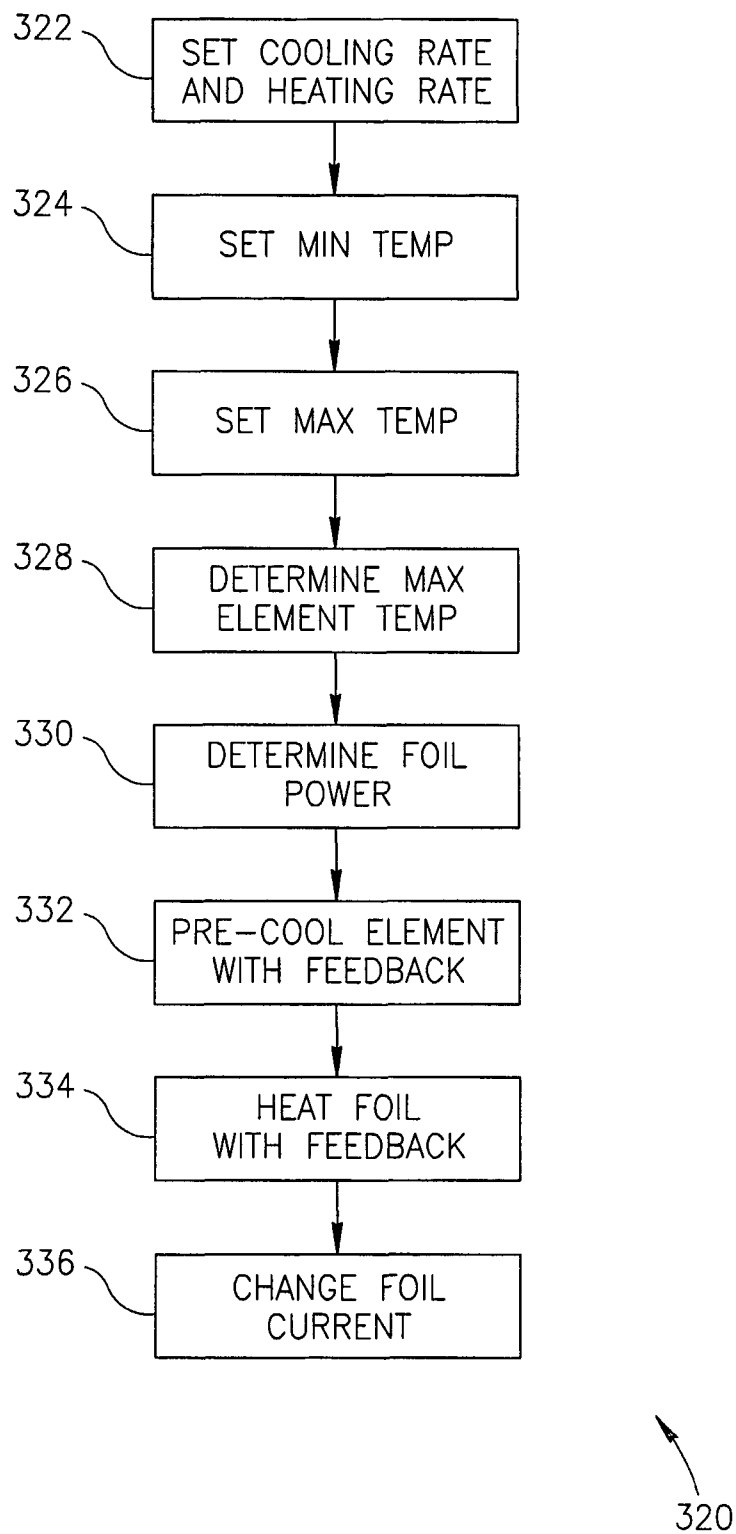 322
SET COOLING RATE
AND HEATING RATE
324
SET MIN TEMP
326
SET MAX TEMP
328
DETERMINE MAX
ELEMENT TEMP
330
DETERMINE FOIL
POWER
332
PRE-COOL ELEMENT
WITH FEEDBACK
334
HEAT FOIL
WITH FEEDBACK
336
CHANGE FOIL
CURRENT
320